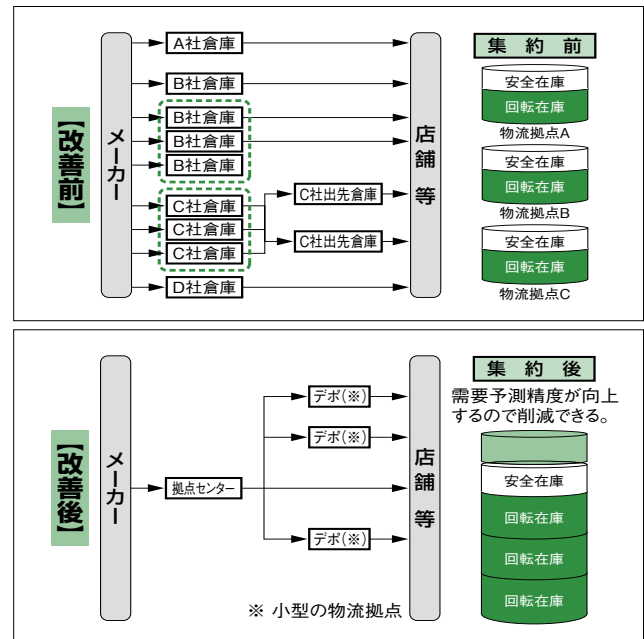 【改善前】
メーカー
A社倉庫
B社倉庫
B社倉庫
B社倉庫
B社倉庫
C社倉庫
C社倉庫
C社倉庫
D社倉庫
C社出先倉庫
C社出先倉庫
店舗等
集約前
安全在庫
回転在庫
物流拠点A
安全在庫
回転在庫
物流拠点B
安全在庫
回転在庫
物流拠点C
【改善後】
メーカー
拠点センター
デポ(※)
デポ(※)
デポ(※)
店舗等
※ 小型の物流拠点
集約後
需要予測精度が向上
するので削減できる。
安全在庫
回転在庫
回転在庫
回転在庫